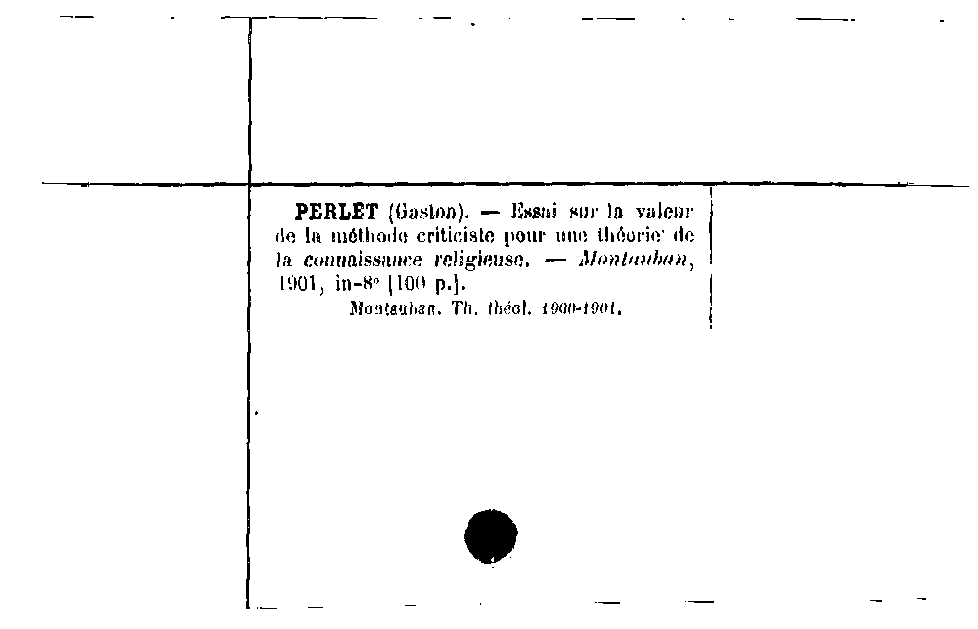 PERLET (Gaston). — Essai sur la valeur
de la méthode criticiste pour une théorie de
la connaissance religieuse. — Montauban,
1901, in-8° [100 p.].
Montauban. Th. théol. 1900-1901.